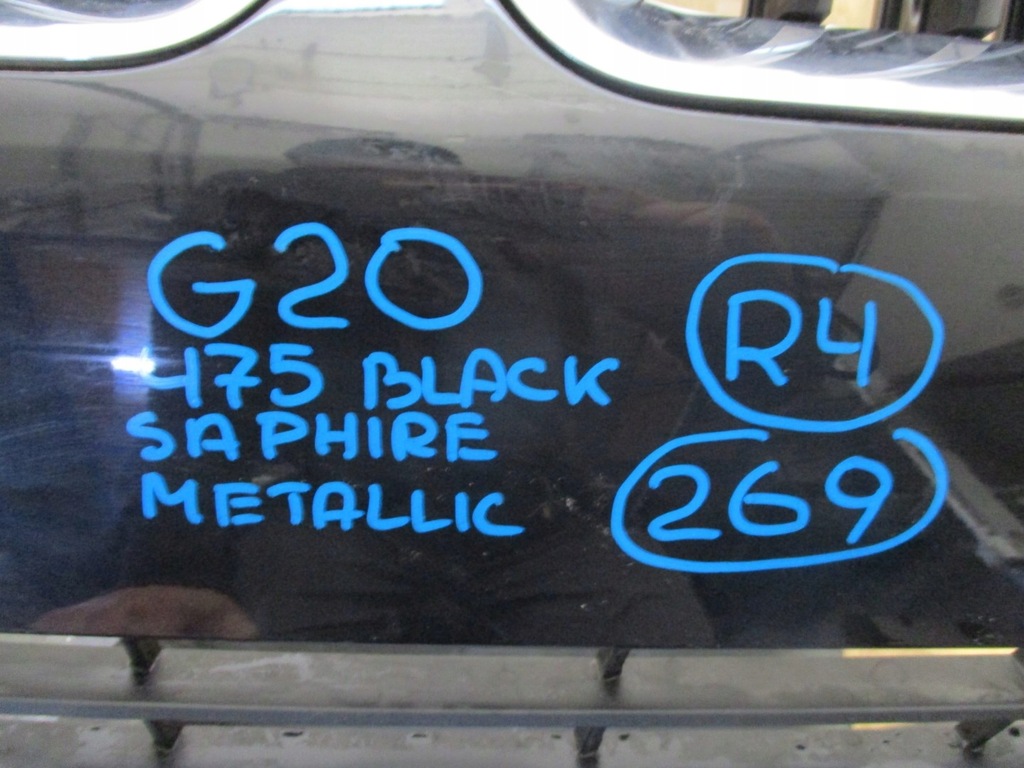 G20
475 BLACK
SAPHIRE
METALLIC
R4
269